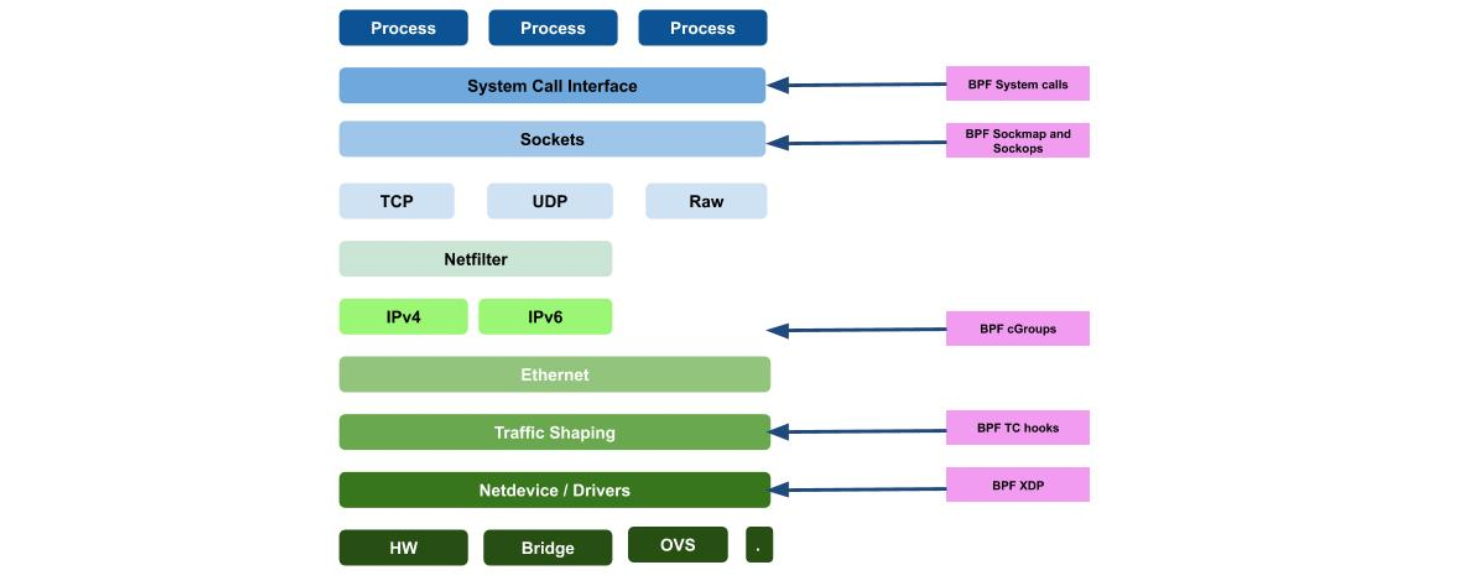 Process Process Process
System Call Interface
BPF System calls
Sockets
BPF Sockmap and
Sockops
TCP UDP Raw
Netfilter
IPv4 IPv6
BPF cGroups
Ethernet
Traffic Shaping
BPF TC hooks
Netdevice / Drivers
BPF XDP
HW Bridge OVS .